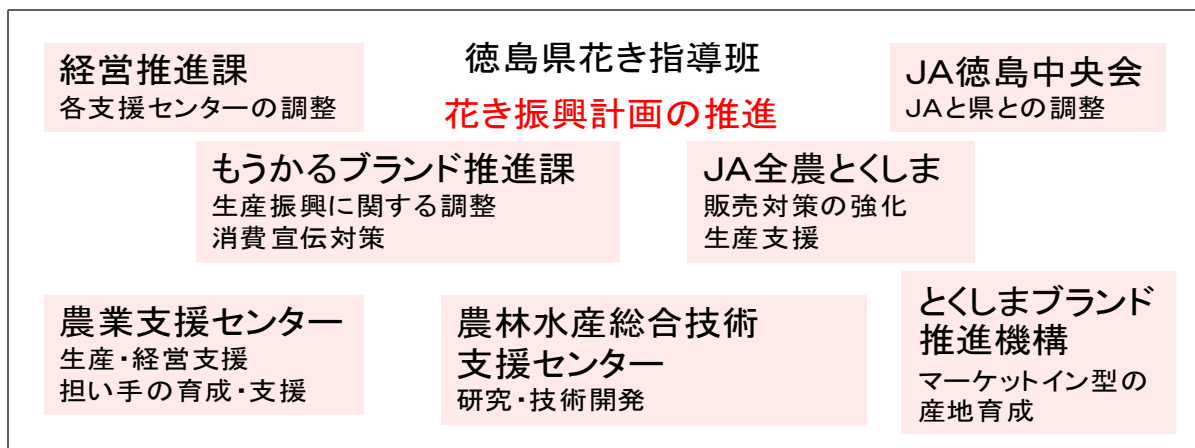 徳島県花き指導班
花き振興計画の推進
経営推進課
各支援センターの調整
JA徳島中央会
JAと県との調整
もうかるブランド推進課
生産振興に関する調整
消費宣伝対策
JA全農とくしま
販売対策の強化
生産支援
農業支援センター
生産・経営支援
担い手の育成・支援
農林水産総合技術
支援センター
研究・技術開発
とくしまブランド
推進機構
マーケットイン型の
産地育成